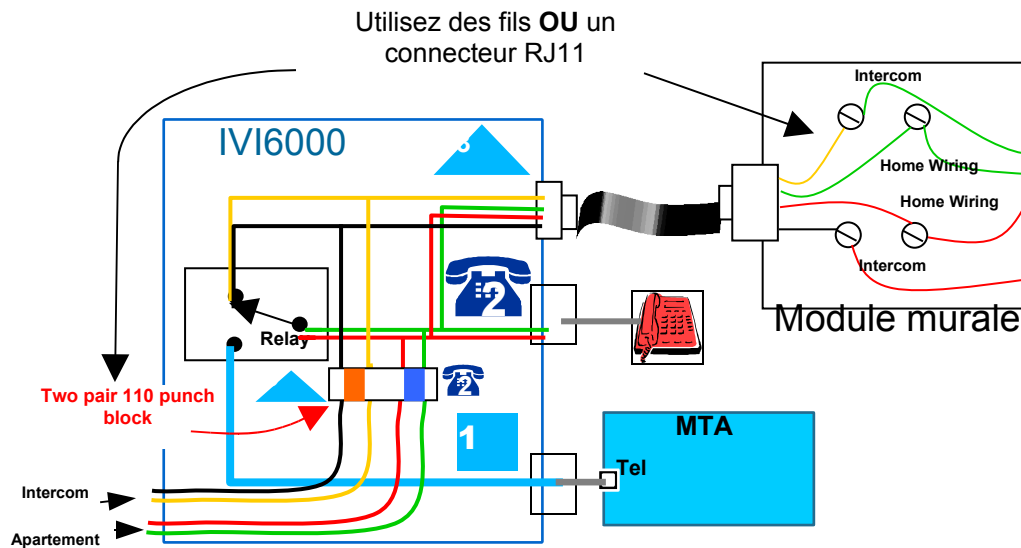 Utilisez des fils OU un
connecteur RJ11
IVI6000
Intercom
Home Wiring
Home Wiring
Intercom
Module murale
2
Relay
Two pair 110 punch
block
2
1
MTA
Tel
Intercom
Apartement